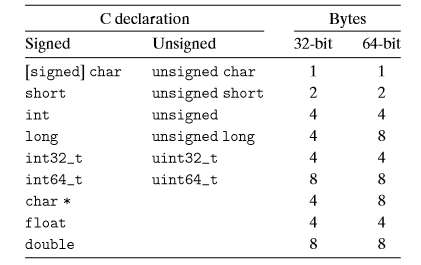 C declaration Bytes
Signed Unsigned 32-bit 64-bit
[signed] char unsigned char 1 1
short unsigned short 2 2
int unsigned 4 4
long unsigned long 4 8
int32_t uint32_t 4 4
int64_t uint64_t 8 8
char * 4 8
float 4 4
double 8 8